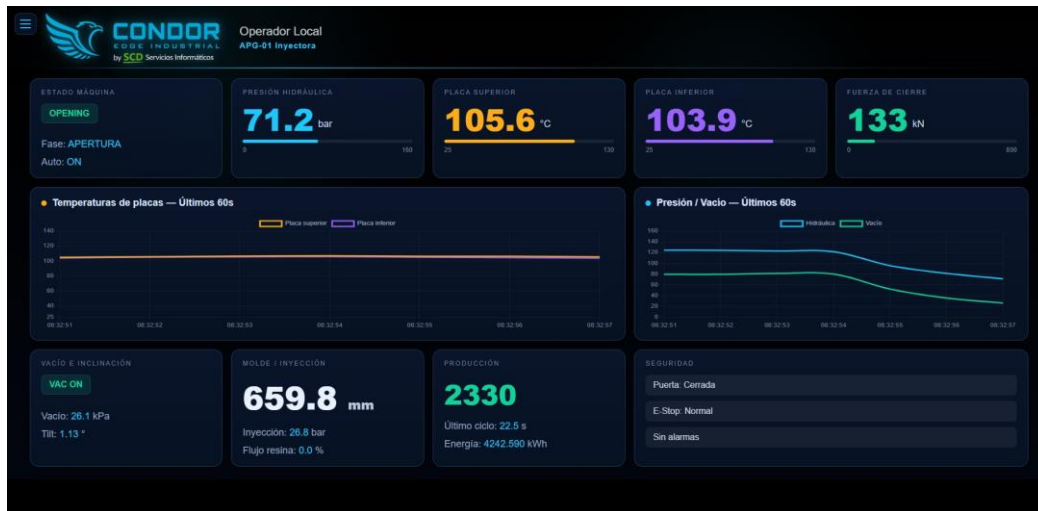 CONDOR
EDGE INDUSTRIAL
by SCD Servicios Informáticos
Operador Local
APG-01 Inyectora
ESTADO MÁQUINA
OPENING
Fase: APERTURA
Auto: ON
PRESIÓN HIDRÁULICA
71.2 bar
0 160
PLACA SUPERIOR
105.6 °C
25 130
PLACA INFERIOR
103.9 °C
25 130
FUERZA DE CIERRE
133 kN
0 800
Temperaturas de placas — Últimos 60s
Placa superior Placa inferior
140
120
100
80
60
40
25
08:32:51 08:32:52 08:32:53 08:32:54 08:32:55 08:32:56 08:32:57
Presión / Vacío — Últimos 60s
Hidráulica Vacío
160
140
120
100
80
60
40
20
0
08:32:51 08:32:52 08:32:53 08:32:54 08:32:55 08:32:56 08:32:57
VACÍO E INCLINACIÓN
VAC ON
Vacío: 26.1 kPa
Tilt: 1.13 °
MOLDE / INYECCIÓN
659.8 mm
Inyección: 26.8 bar
Flujo resina: 0.0 %
PRODUCCIÓN
2330
Último ciclo: 22.5 s
Energía: 4242.590 kWh
SEGURIDAD
Puerta: Cerrada
E-Stop: Normal
Sin alarmas